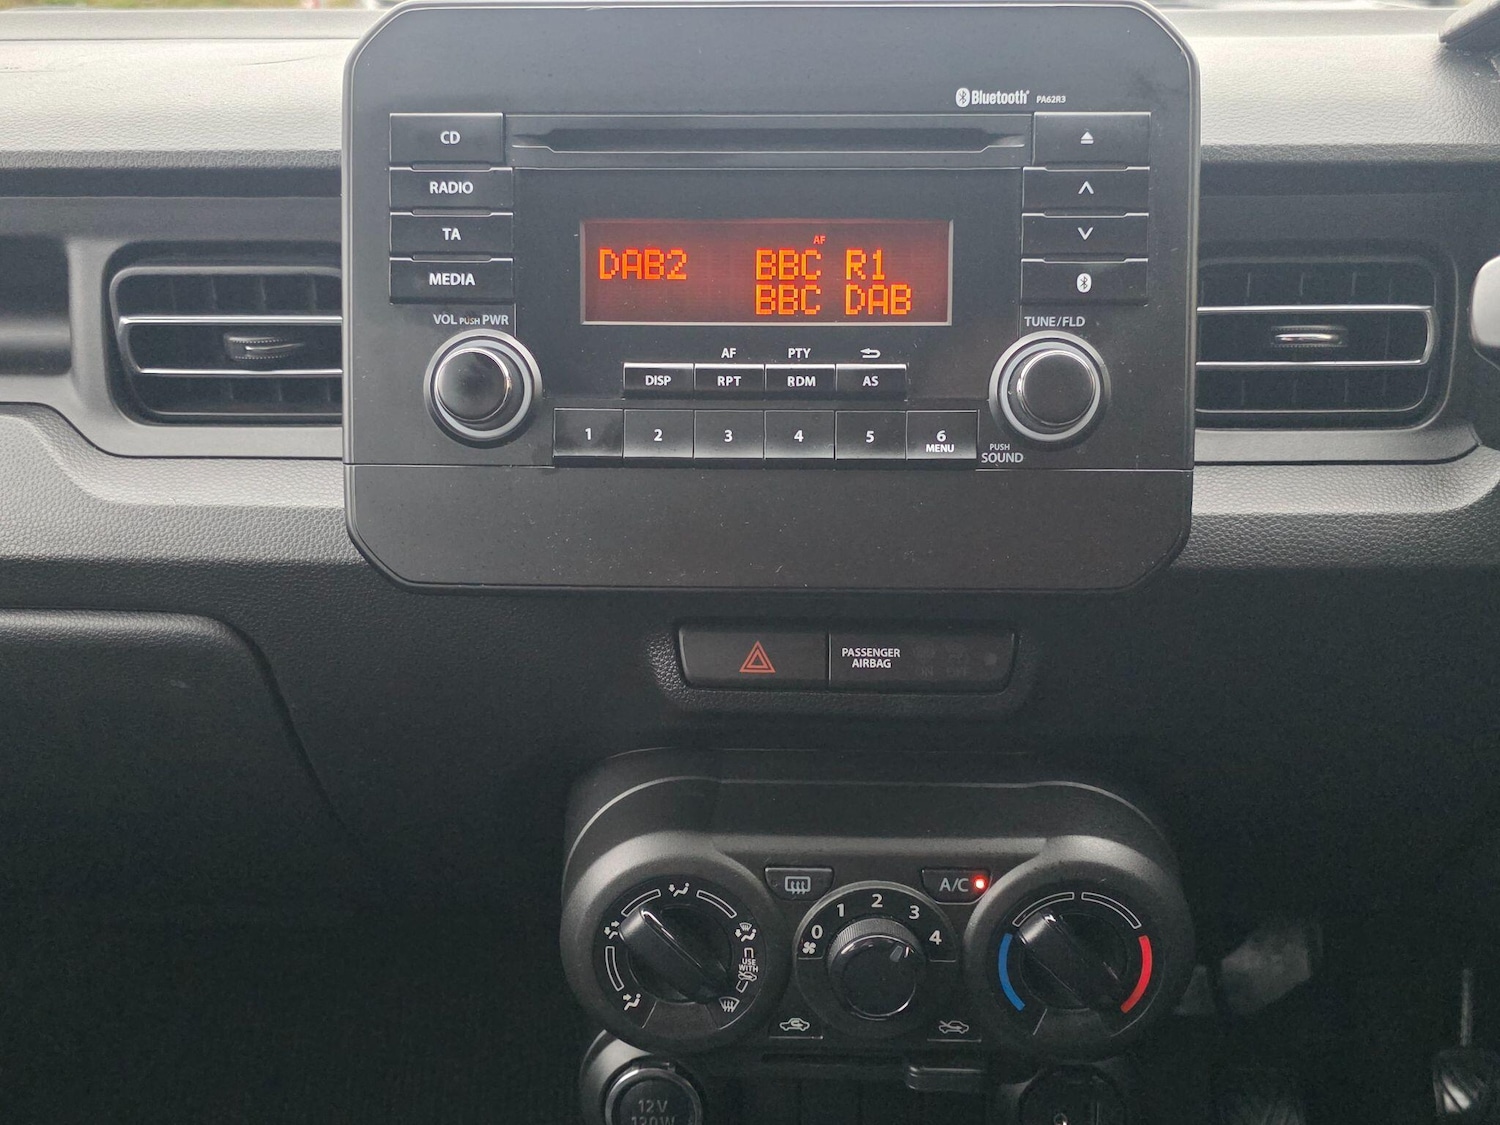 Bluetooth® PA62R3
CD
RADIO
TA
MEDIA
AF
DAB2 BBC R1
BBC DAB
VOL PUSH PWR
TUNE/FLD
AF PTY
DISP RPT RDM AS
1 2 3 4 5 6
MENU
PUSH
SOUND
PASSENGER
AIRBAG
A/C
0 1 2 3 4
USE
WITH
12V
120W